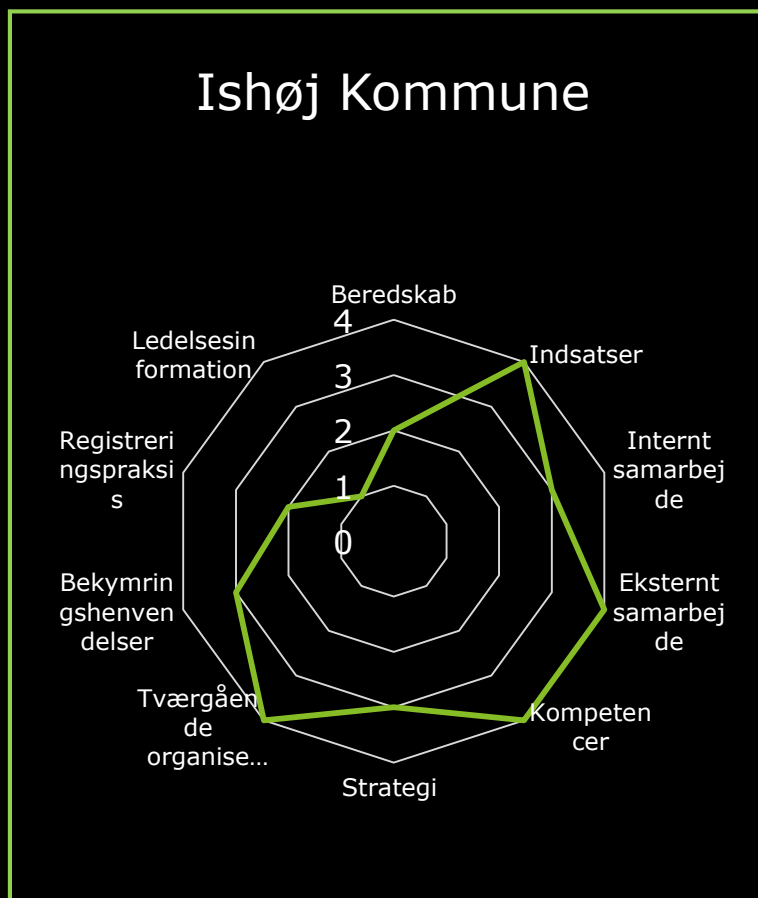 Ishøj Kommune
Beredskab
4
Indsatser
Ledelsesin
formation
3
2
Registreri
ngspraksi
s
Internt
samarbej
de
1
0
Bekymrin
gshenven
delser
Eksternt
samarbej
de
Tværgåen
de
organise...
Kompeten
cer
Strategi